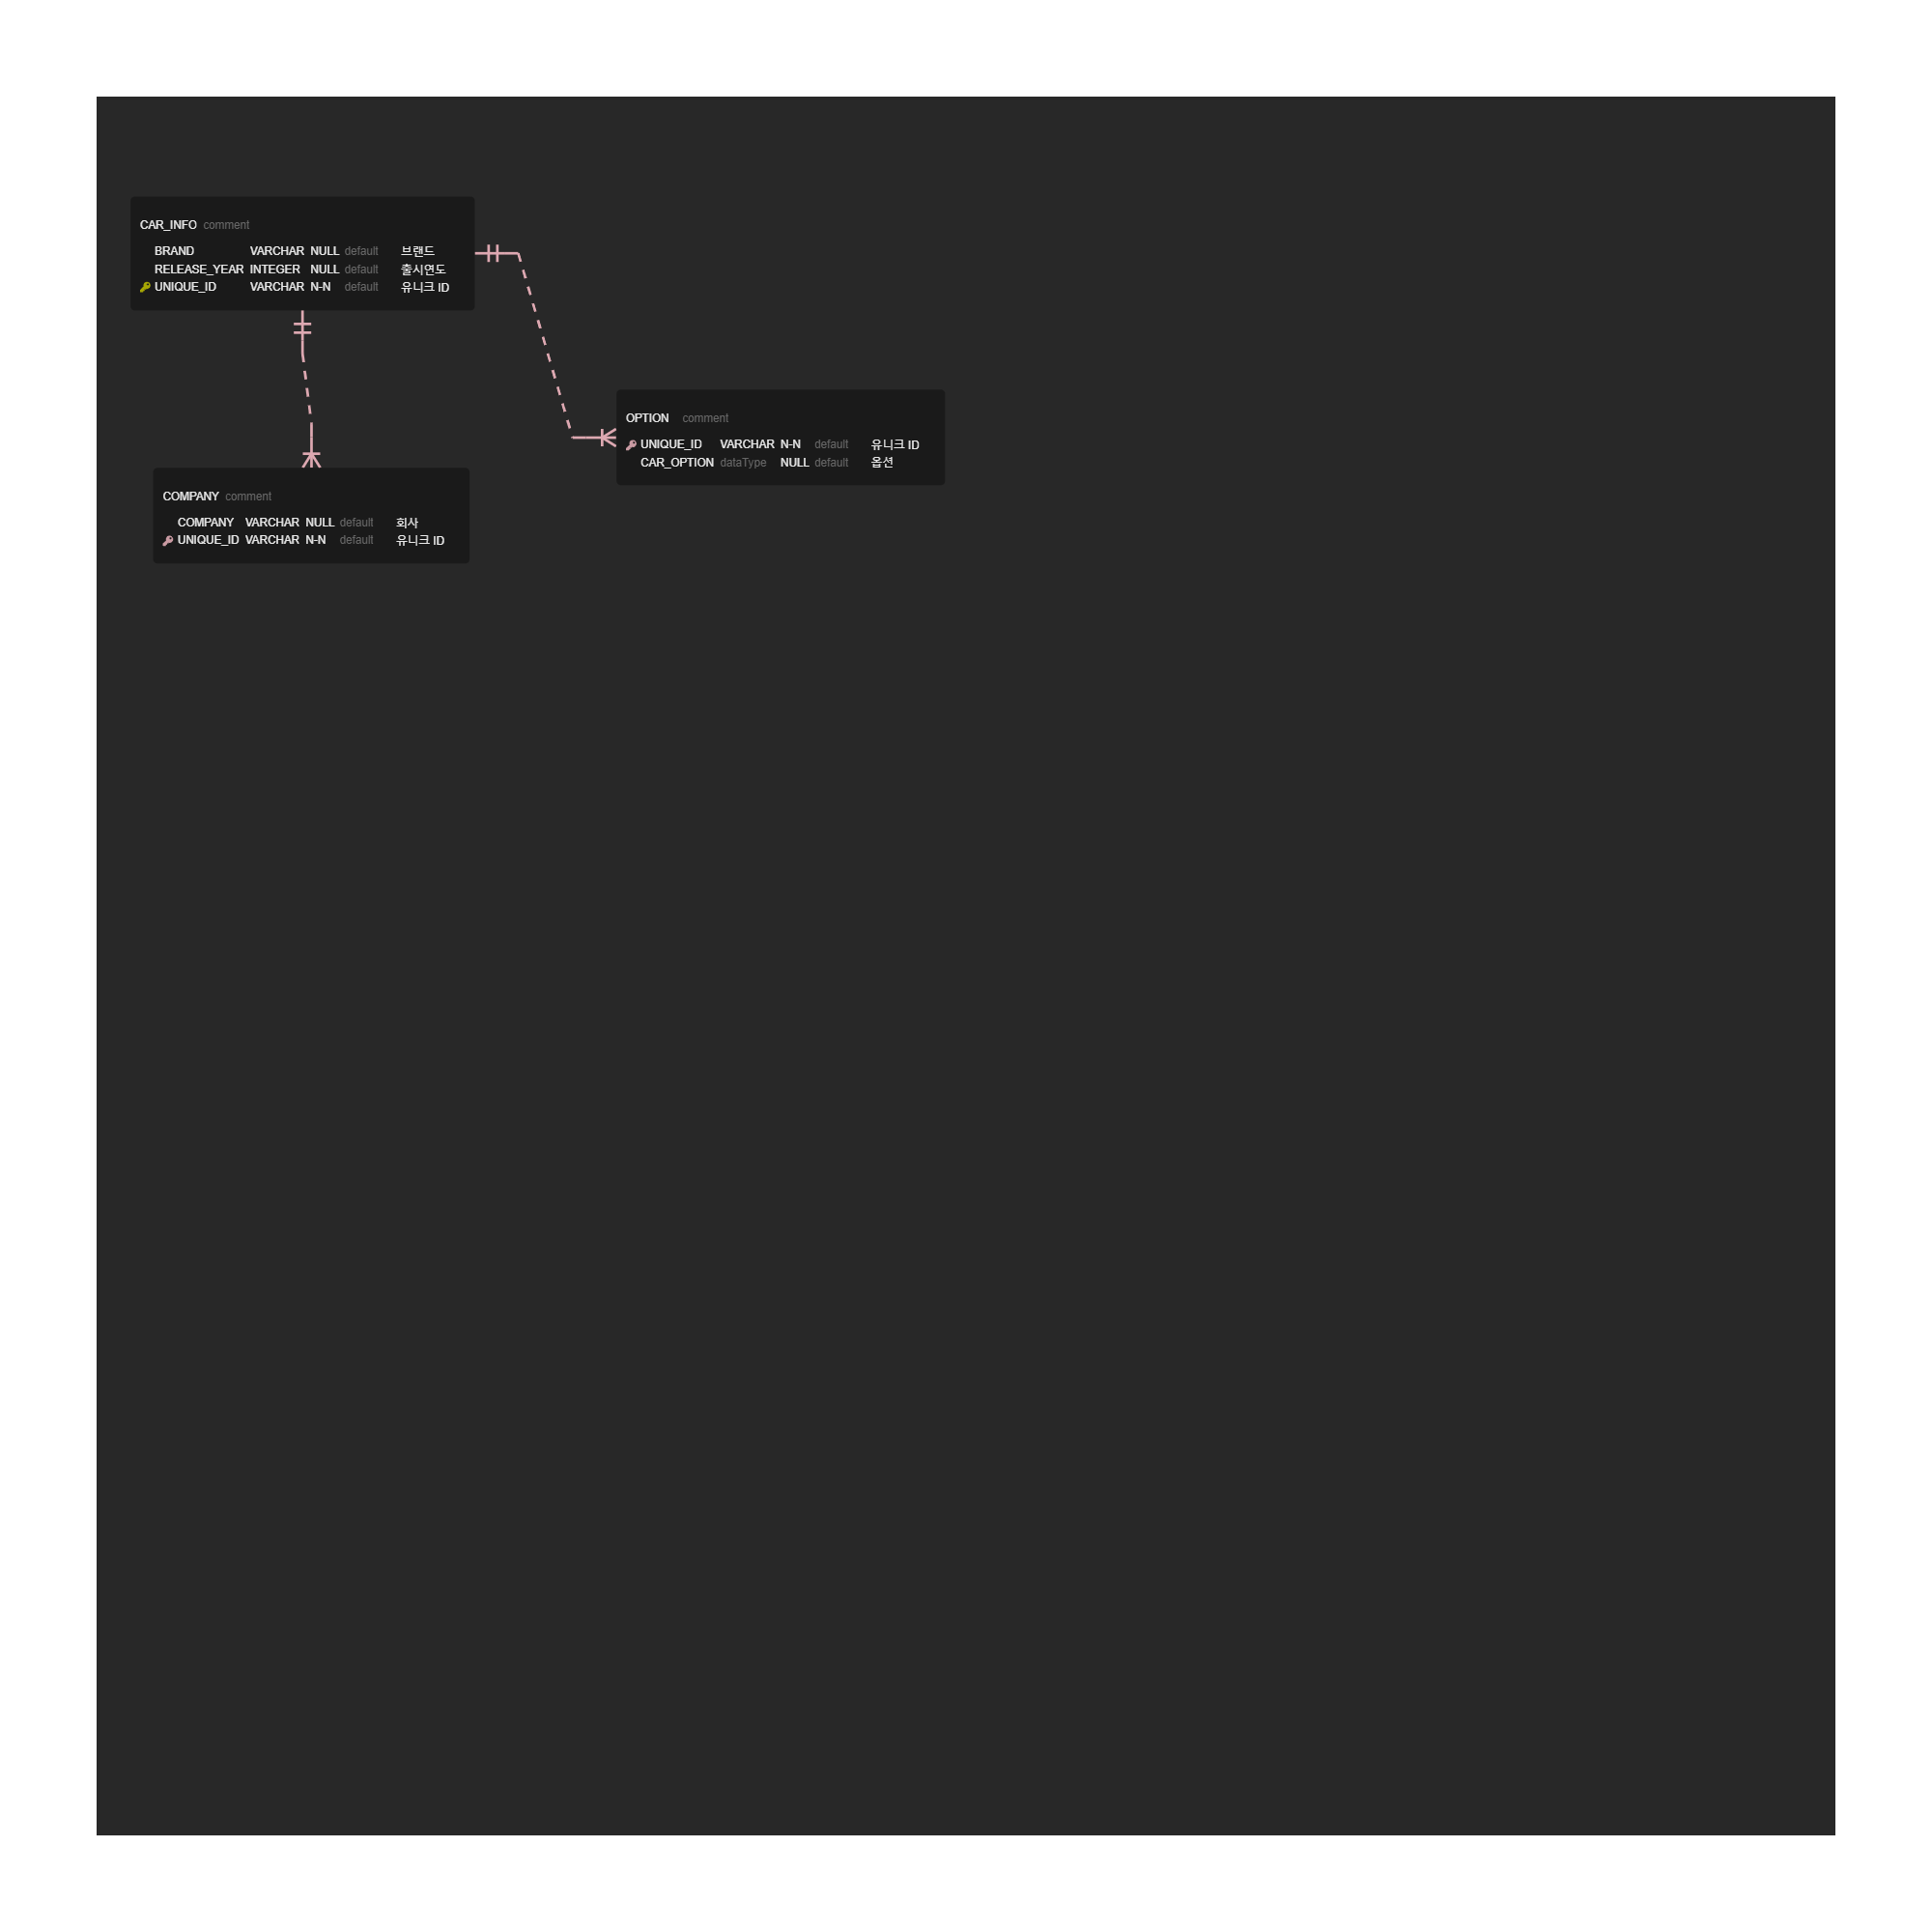 CAR_INFO comment
BRAND VARCHAR NULL default 브랜드
RELEASE_YEAR INTEGER NULL default 출시연도
UNIQUE_ID VARCHAR N-N default 유니크 ID
OPTION comment
UNIQUE_ID VARCHAR N-N default 유니크 ID
CAR_OPTION dataType NULL default 옵션
COMPANY comment
COMPANY VARCHAR NULL default 회사
UNIQUE_ID VARCHAR N-N default 유니크 ID